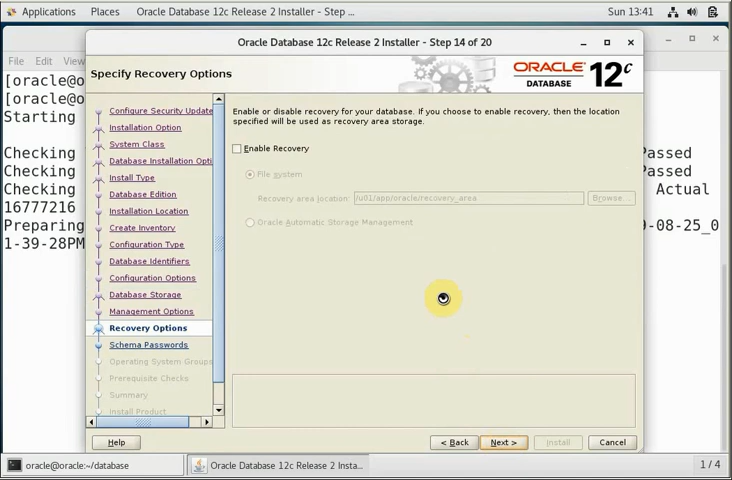 Applications Places Oracle Database 12c Release 2 Installer - Step ... Sun 13:41
Oracle Database 12c Release 2 Installer - Step 14 of 20
File Edit View
Specify Recovery Options
ORACLE
DATABASE
12c
[oracle@o
[oracle@o
Starting
Checking
Checking
Checking
16777216
Preparing
1-39-28PM
Passed
Passed
Actual
9-08-25_0
Configure Security Update
Installation Option
System Class
Database Installation Opti
Install Type
Database Edition
Installation Location
Create Inventory
Configuration Type
Database Identifiers
Configuration Options
Database Storage
Management Options
Recovery Options
Schema Passwords
Operating System Groups
Prerequisite Checks
Summary
Install Product
Enable or disable recovery for your database. If you choose to enable recovery, then the location
specified will be used as recovery area storage.
Enable Recovery
File system
Recovery area location: /u01/app/oracle/recovery_area Browse...
Oracle Automatic Storage Management
Help < Back Next > Install Cancel
oracle@oracle:~/database Oracle Database 12c Release 2 Insta... 1 / 4